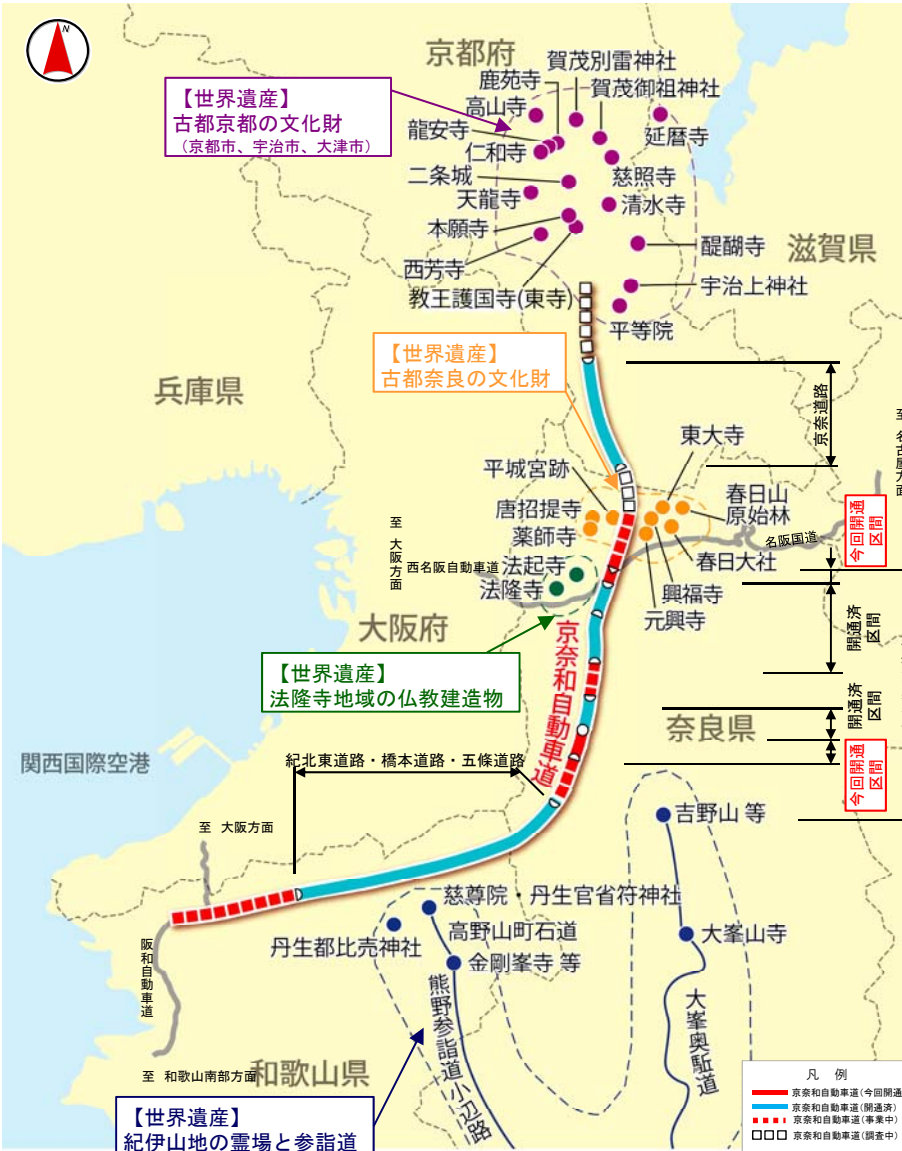 N
京都府
賀茂別雷神社
鹿苑寺
賀茂御祖神社
高山寺
【世界遺産】
古都京都の文化財
（京都市、宇治市、大津市）
龍安寺
延暦寺
仁和寺
慈照寺
二条城
天龍寺
清水寺
本願寺
醍醐寺
滋賀県
西芳寺
宇治上神社
教王護国寺(東寺)
平等院
【世界遺産】
古都奈良の文化財
兵庫県
京奈道路
至 名古屋方面
東大寺
平城宮跡
春日山
原始林
唐招提寺
薬師寺
名阪国道
今回開通
区間
至 大阪方面
西名阪自動車道
法起寺
春日大社
法隆寺
興福寺
元興寺
大阪府
開通済
区間
京奈和自動車道
【世界遺産】
法隆寺地域の仏教建造物
開通済
区間
奈良県
関西国際空港
紀北東道路・橋本道路・五條道路
今回開通
区間
吉野山 等
至 大阪方面
慈尊院・丹生官省符神社
丹生都比売神社
高野山町石道
大峯山寺
金剛峯寺 等
阪和自動車道
熊野参詣道小辺路
大峯奥駈道
至 和歌山南部方面
和歌山県
【世界遺産】
紀伊山地の霊場と参詣道
凡 例
京奈和自動車道(今回開通
京奈和自動車道(開通済)
京奈和自動車道(事業中)
京奈和自動車道(調査中)